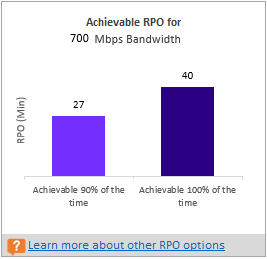 Achievable RPO for
700 Mbps Bandwidth
40
27
RPO (Min)
Achievable 90% of the
time
Achievable 100% of the
time
? Learn more about other RPO options